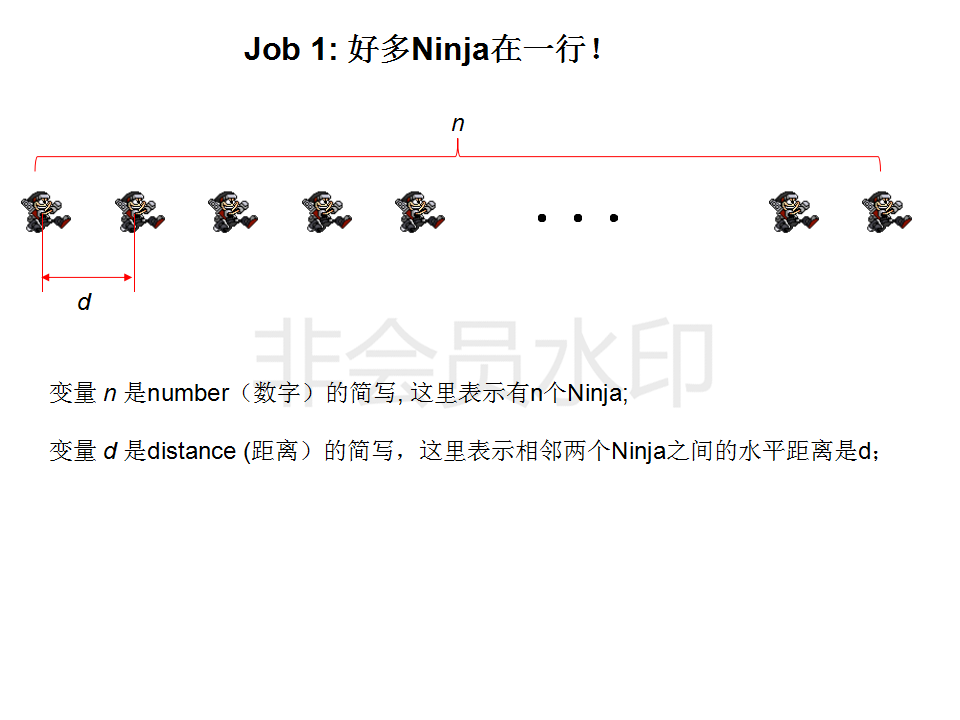 Job 1: 好多Ninja在一行！
n
d
非会员水印
变量 n 是number（数字）的简写, 这里表示有n个Ninja;
变量 d 是distance (距离）的简写，这里表示相邻两个Ninja之间的水平距离是d；